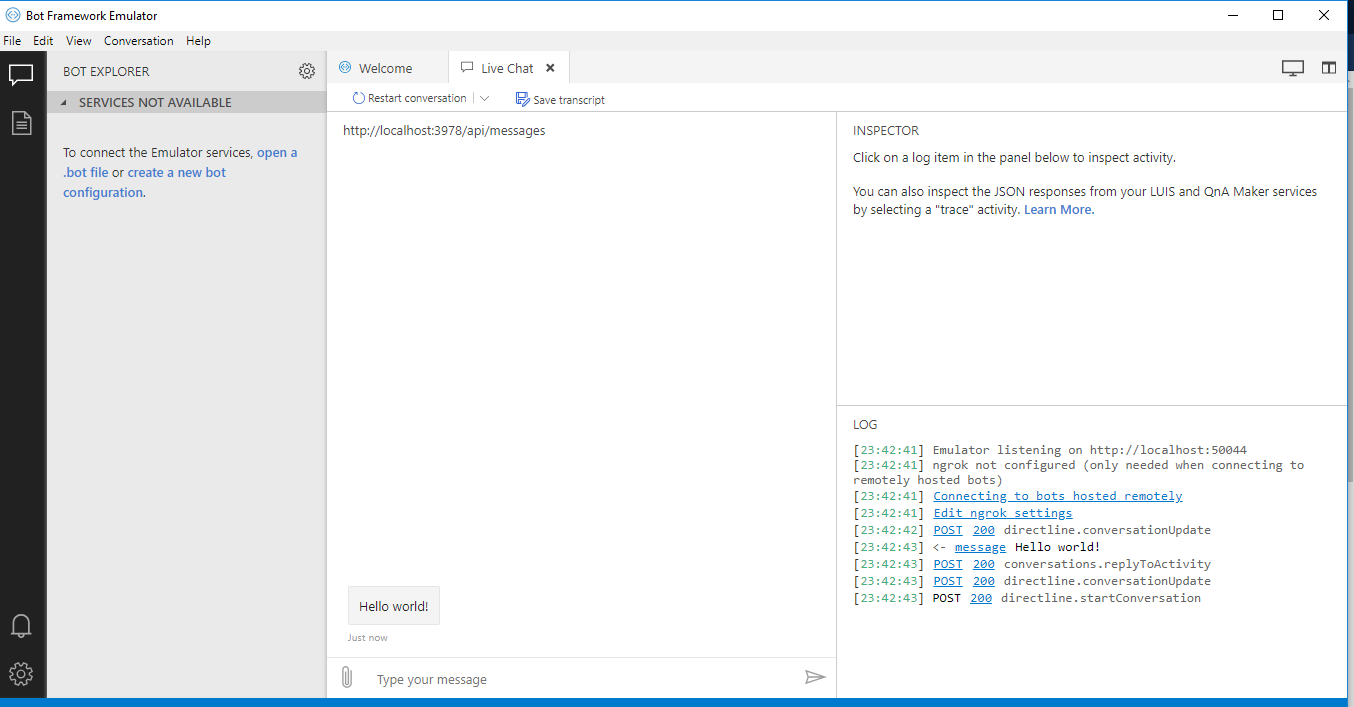 Bot Framework Emulator
File Edit View Conversation Help
BOT EXPLORER
SERVICES NOT AVAILABLE
To connect the Emulator services, open a
.bot file or create a new bot
configuration.
Welcome
Live Chat
Restart conversation
Save transcript
http://localhost:3978/api/messages
Hello world!
Just now
Type your message
INSPECTOR
Click on a log item in the panel below to inspect activity.
You can also inspect the JSON responses from your LUIS and QnA Maker services
by selecting a "trace" activity. Learn More.
LOG
[23:42:41] Emulator listening on http://localhost:50044
[23:42:41] ngrok not configured (only needed when connecting to
remotely hosted bots)
[23:42:41] Connecting to bots hosted remotely
[23:42:41] Edit ngrok settings
[23:42:42] POST 200 directline.conversationUpdate
[23:42:43] <- message Hello world!
[23:42:43] POST 200 conversations.replyToActivity
[23:42:43] POST 200 directline.conversationUpdate
[23:42:43] POST 200 directline.startConversation